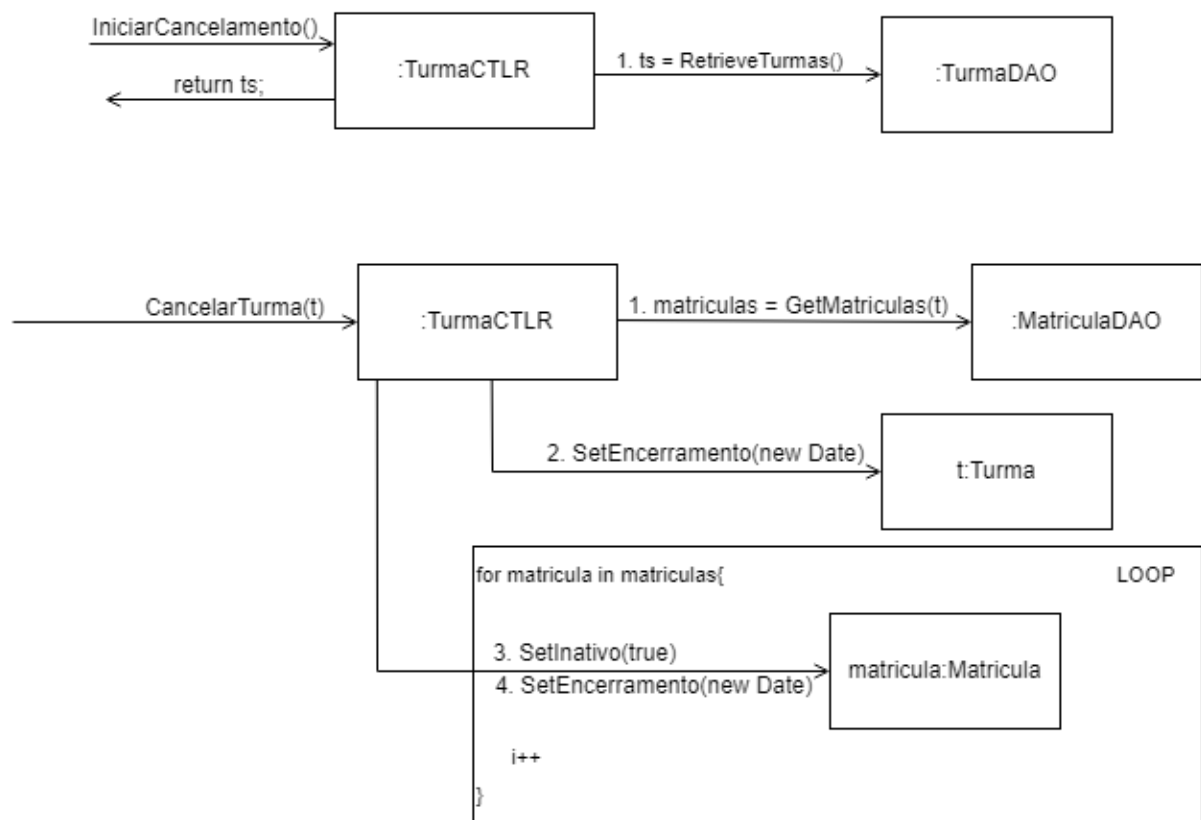 IniciarCancelamento()
:TurmaCTLR
1. ts = RetrieveTurmas()
:TurmaDAO
return ts;
CancelarTurma(t)
:TurmaCTLR
1. matriculas = GetMatriculas(t)
:MatriculaDAO
2. SetEncerramento(new Date)
t:Turma
for matricula in matriculas{
LOOP
3. SetInativo(true)
4. SetEncerramento(new Date)
matricula:Matricula
i++
}